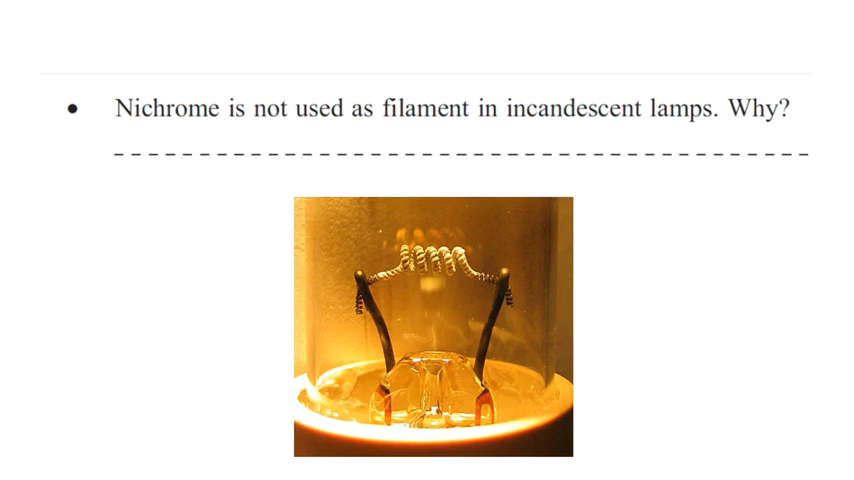 • Nichrome is not used as filament in incandescent lamps. Why?